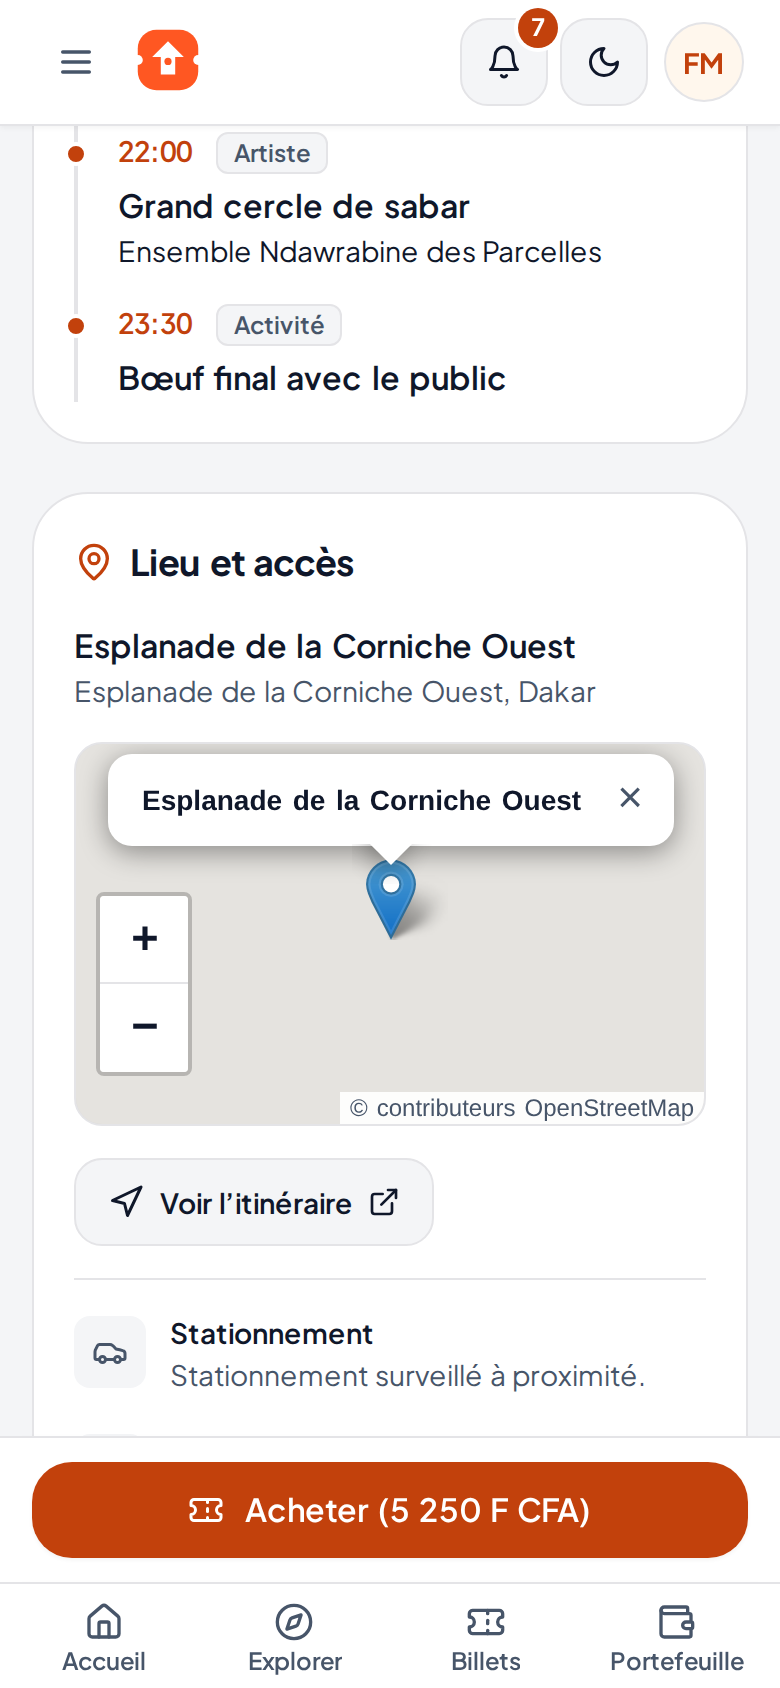 7
FM
22:00 Artiste
Grand cercle de sabar
Ensemble Ndawrabine des Parcelles
23:30 Activité
Bœuf final avec le public
Lieu et accès
Esplanade de la Corniche Ouest
Esplanade de la Corniche Ouest, Dakar
Esplanade de la Corniche Ouest ×
+
−
© contributeurs OpenStreetMap
Voir l’itinéraire
Stationnement
Stationnement surveillé à proximité.
Acheter (5 250 F CFA)
Accueil Explorer Billets Portefeuille